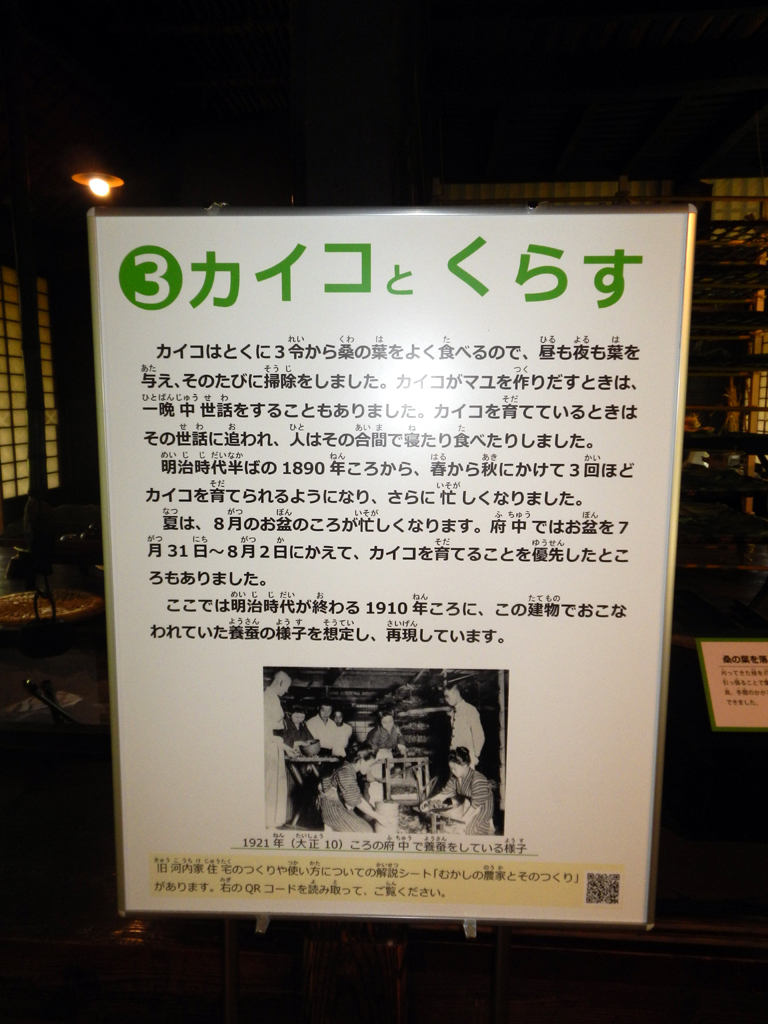 ③カイコとくらす
カイコはとくに３令から桑の葉をよく食べるので、昼も夜も葉を
与え、そのたびに掃除をしました。カイコがマユを作りだすときは、
一晩中世話をすることもありました。カイコを育てているときは
その世話に追われ、人はその合間で寝たり食べたりしました。
明治時代半ばの1890年ころから、春から秋にかけて３回ほど
カイコを育てられるようになり、さらに忙しくなりました。
夏は、８月のお盆のころが忙しくなります。府中ではお盆を７
月31日～８月２日にかえて、カイコを育てることを優先したとこ
ろもありました。
ここでは明治時代が終わる1910年ころに、この建物でおこな
われていた養蚕の様子を想定し、再現しています。
1921年（大正10）ころの府中で養蚕をしている様子
旧河内家住宅のつくりや使い方についての解説シート「むかしの農家とそのつくり」
があります。右のQRコードを読み取って、ご覧ください。
桑の葉を